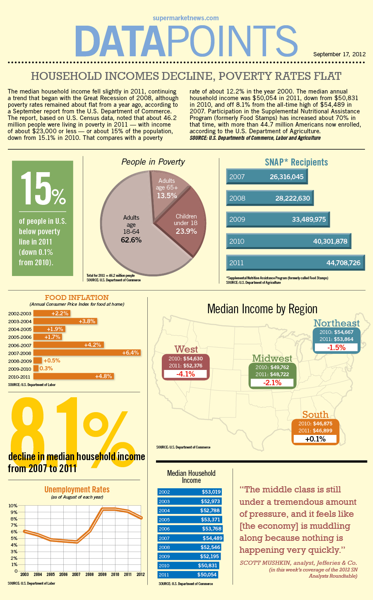 supermarketnews.com
DATAPOINTS
September 17, 2012
HOUSEHOLD INCOMES DECLINE, POVERTY RATES FLAT
The median household income fell slightly in 2011, continuing
a trend that began with the Great Recession of 2008, although
poverty rates remained about flat from a year ago, according to
a September report from the U.S. Department of Commerce.
The report, based on U.S. Census data, noted that about 46.2
million people were living in poverty in 2011 — with income
of about $23,000 or less — or about 15% of the population,
down from 15.1% in 2010. That compares with a poverty
rate of about 12.2% in the year 2000. The median annual
household income was $50,054 in 2011, down from $50,831
in 2010, and off 8.1% from the all-time high of $54,489 in
2007. Participation in the Supplemental Nutritional Assistance
Program (formerly Food Stamps) has increased about 70% in
that time, with more than 44.7 million Americans now enrolled,
according to the U.S. Department of Agriculture.
SOURCE: U.S. Departments of Commerce, Labor and Agriculture
15%
of people in U.S.
below poverty
line in 2011
(down 0.1%
from 2010).
People in Poverty
Adults
age 65+
13.5%
Children
under 18
23.9%
Adults
age
18-64
62.6%
Total for 2011 = 46.2 million people
SOURCE: U.S. Department of Commerce
SNAP* Recipients
2007 26,316,045
2008 28,222,630
2009 33,489,975
2010 40,301,878
2011 44,708,726
*Supplemental Nutrition Assistance Program (formerly called Food Stamps)
SOURCE: U.S. Department of Agriculture
FOOD INFLATION
(Annual Consumer Price Index for food at home)
2002-2003 +2.2%
2003-2004 +3.8%
2004-2005 +1.9%
2005-2006 +1.7%
2006-2007 +4.2%
2007-2008 +6.4%
2008-2009 +0.5%
2009-2010 +0.3%
2010-2011 +4.8%
SOURCE: U.S. Department of Labor
Median Income by Region
Northeast
2010: $54,667
2011: $53,864
-1.5%
West
2010: $54,630
2011: $52,376
-4.1%
Midwest
2010: $49,762
2011: $48,722
-2.1%
South
2010: $46,875
2011: $46,899
+0.1%
SOURCE: U.S. Department of Commerce
8.1%
decline in median household income
from 2007 to 2011
Unemployment Rates
(as of August of each year)
10%
9%
8%
7%
6%
5%
4%
3%
2%
1%
0%
2003 2004 2005 2006 2007 2008 2009 2010 2011 2012
SOURCE: U.S. Department of Labor
Median Household
Income
2002 $53,019
2003 $52,973
2004 $52,788
2005 $53,371
2006 $53,768
2007 $54,489
2008 $52,546
2009 $52,195
2010 $50,831
2011 $50,054
SOURCE: U.S. Department of Commerce
“The middle class is still
under a tremendous amount
of pressure, and it feels like
[the economy] is muddling
along because nothing is
happening very quickly.”
SCOTT MUSHKIN, analyst, Jefferies & Co.
(in this week's coverage of the 2012 SN
Analysts Roundtable)